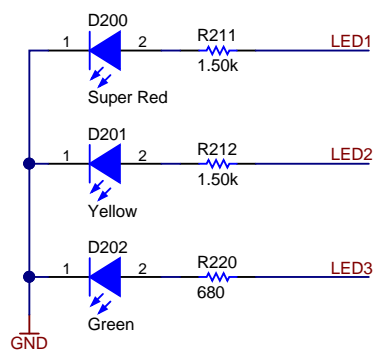 D200
1 2
R211
LED1
1.50k
Super Red
D201
1 2
R212
LED2
1.50k
Yellow
D202
1 2
R220
LED3
680
Green
GND